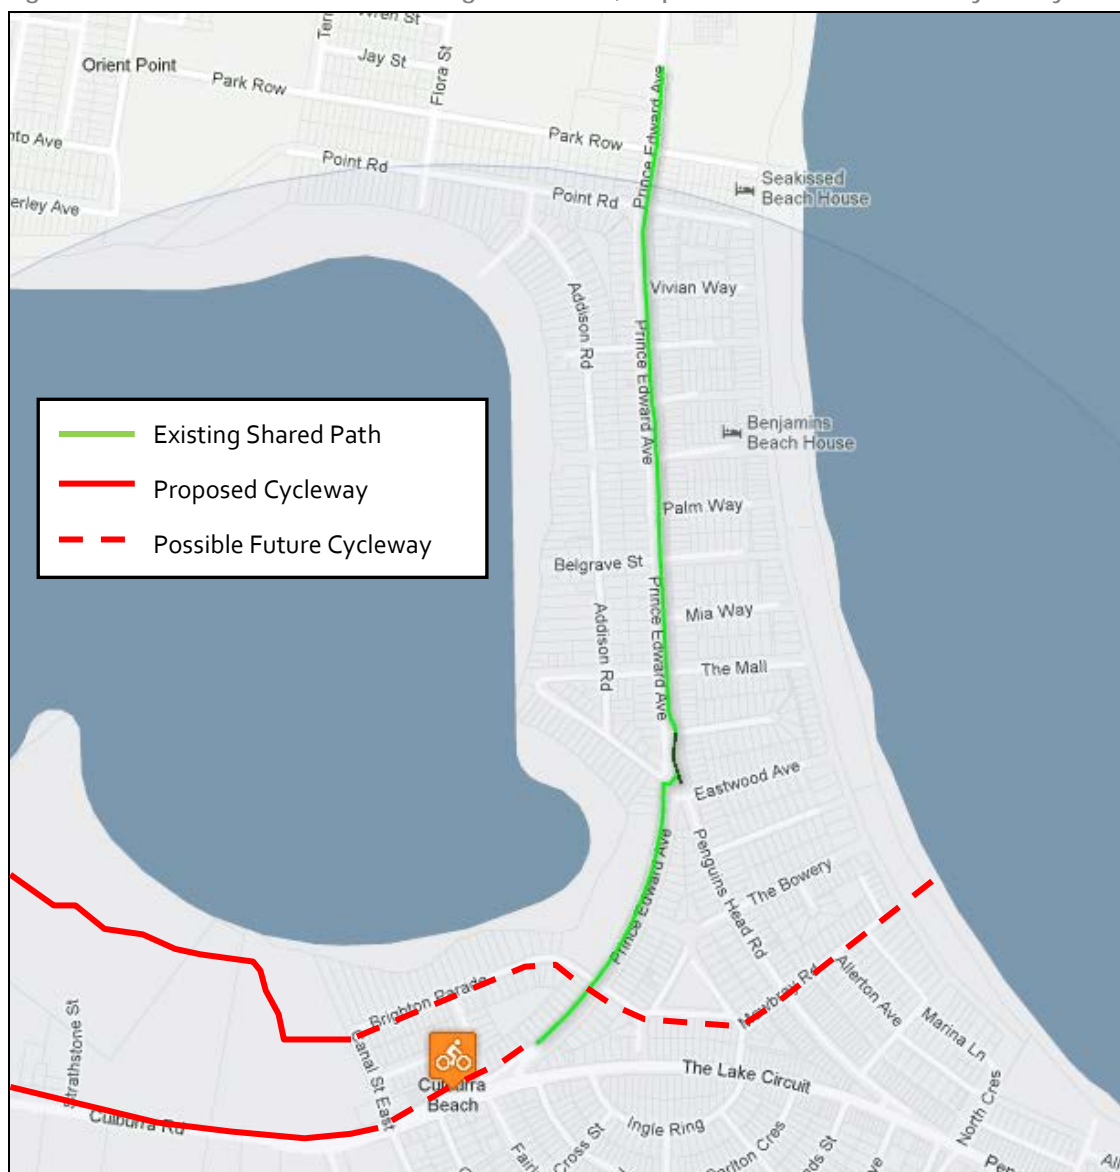 Wren St
Jay St
Flora St
Orient Point
Park Row
Park Row
Prince Edward Ave
Point Rd
Point Rd
Seakissed
Beach House
Vivian Way
Addison Rd
Prince Edward Ave
Benjamins
Beach House
Existing Shared Path
Proposed Cycleway
Possible Future Cycleway
Palm Way
Belgrave St
Prince Edward Ave
Mia Way
Addison Rd
The Mall
Eastwood Ave
Prince Edward Ave
Penguins Head Rd
The Bowery
Mowbray Rd
Allerton Ave
Marina Ln
Brighton Parade
Canal St East
Strathstone St
Culburra
Beach
Culburra Rd
The Lake Circuit
Ingle Ring
North Cres
Cross St